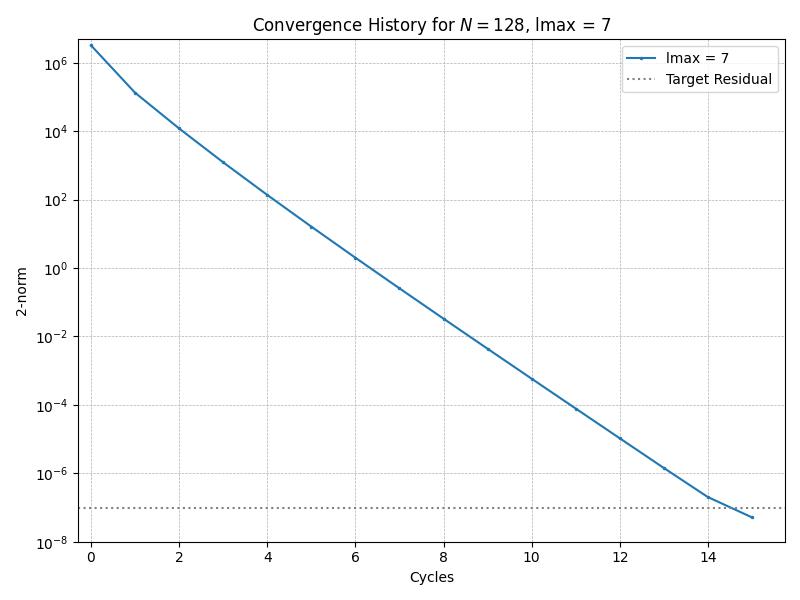 Convergence History for $N = 128$, lmax = 7
lmax = 7
Target Residual
10^6
10^4
10^2
10^0
10^−2
10^−4
10^−6
10^−8
2-norm
0 2 4 6 8 10 12 14
Cycles